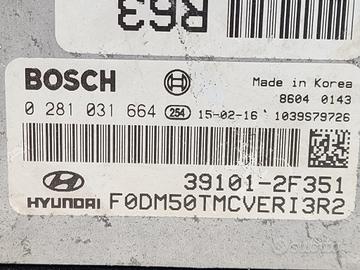 R63
BOSCH
Made in Korea
8604 0143
0 281 031 664 254 15-02-16 1039S79726
39101-2F351
HYUNDAI F0DM50TMCVERI3R2
subito